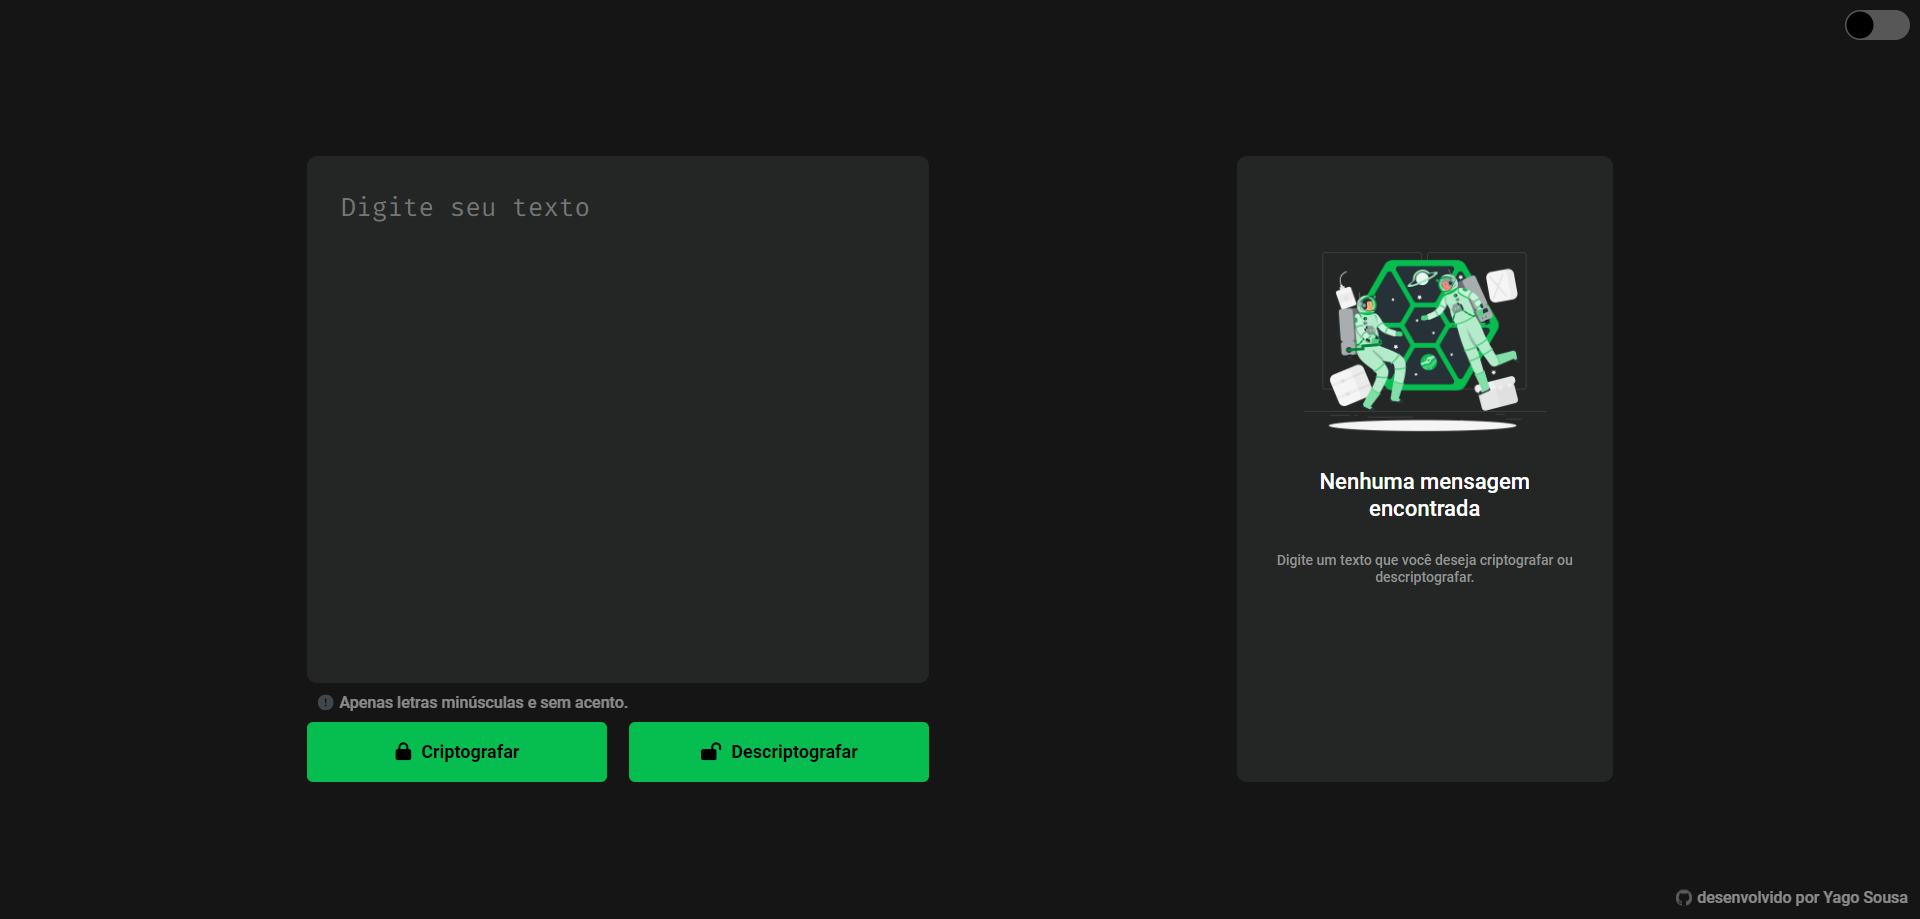 Digite seu texto
Apenas letras minúsculas e sem acento.
Criptografar
Descriptografar
Nenhuma mensagem
encontrada
Digite um texto que você deseja criptografar ou
descriptografar.
desenvolvido por Yago Sousa